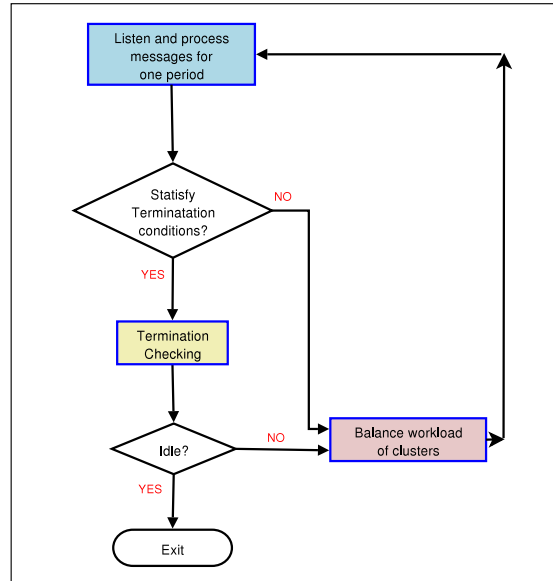 Listen and process
messages for
one period
Statisfy
Terminatation
conditions?
NO
YES
Termination
Checking
Idle?
NO
Balance workload
of clusters
YES
Exit